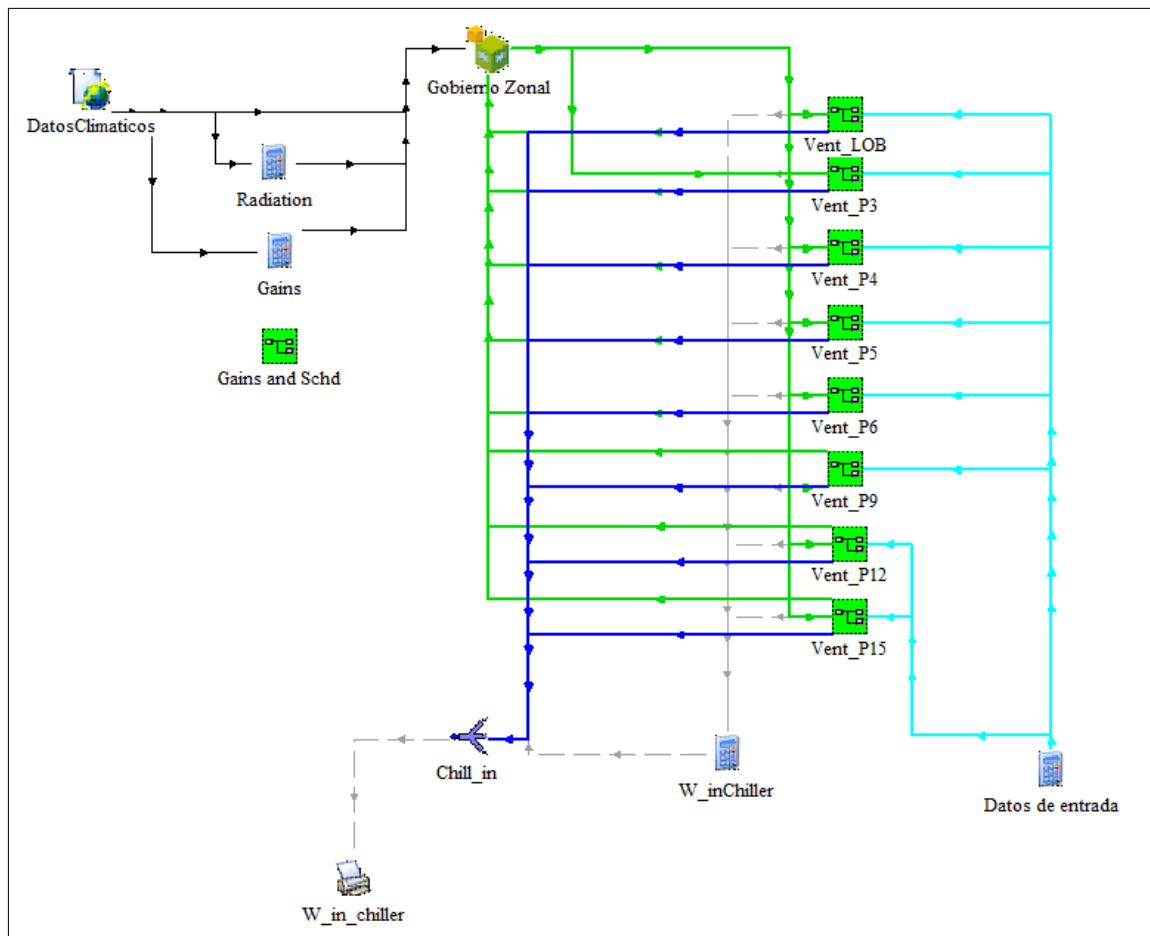 Gobierno Zonal
DatosClimaticos
Radiation
Gains
Gains and Schd
Vent_LOB
Vent_P3
Vent_P4
Vent_P5
Vent_P6
Vent_P9
Vent_P12
Vent_P15
Chill_in
W_inChiller
Datos de entrada
W_in_chiller